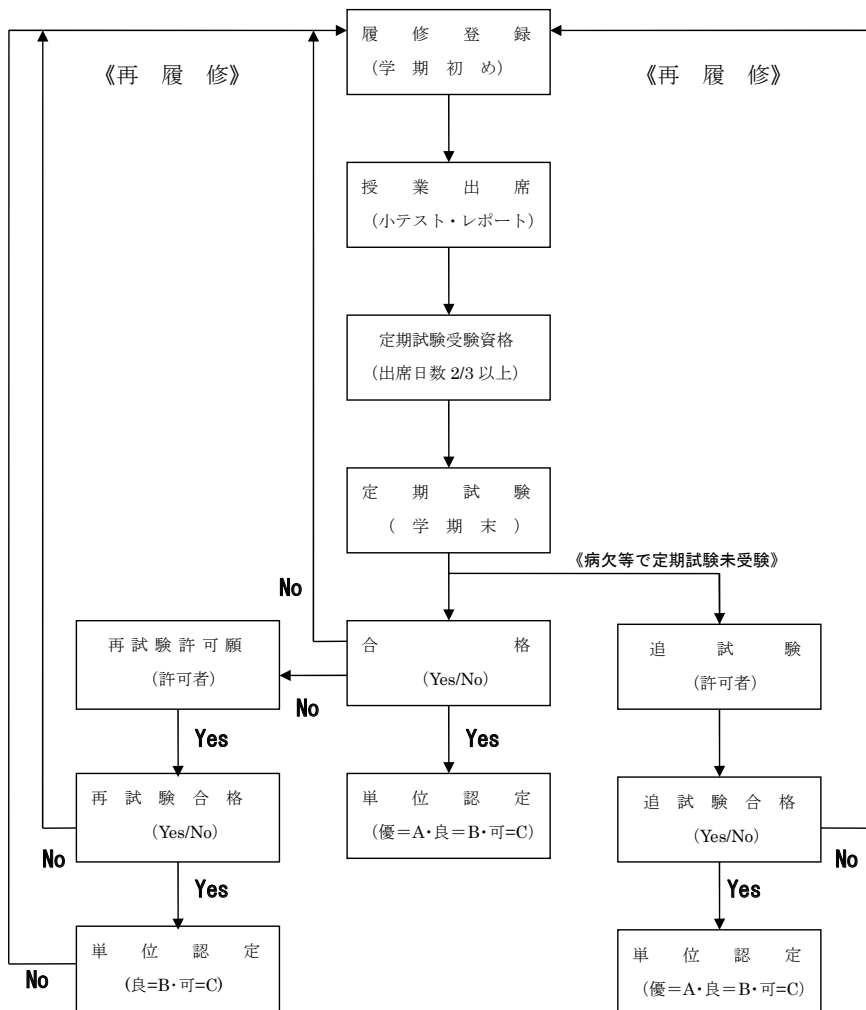 履修登録
(学期初め)
《再履修》
《再履修》
授業出席
(小テスト・レポート)
定期試験受験資格
(出席日数 2/3 以上)
定期試験
(学期末)
《病欠等で定期試験未受験》
No
再試験許可願
(許可者)
合格
(Yes/No)
追試験
(許可者)
No
Yes
Yes
再試験合格
(Yes/No)
単位認定
(優=A・良=B・可=C)
追試験合格
(Yes/No)
No
No
Yes
Yes
単位認定
(良=B・可=C)
No
単位認定
(優=A・良=B・可=C)